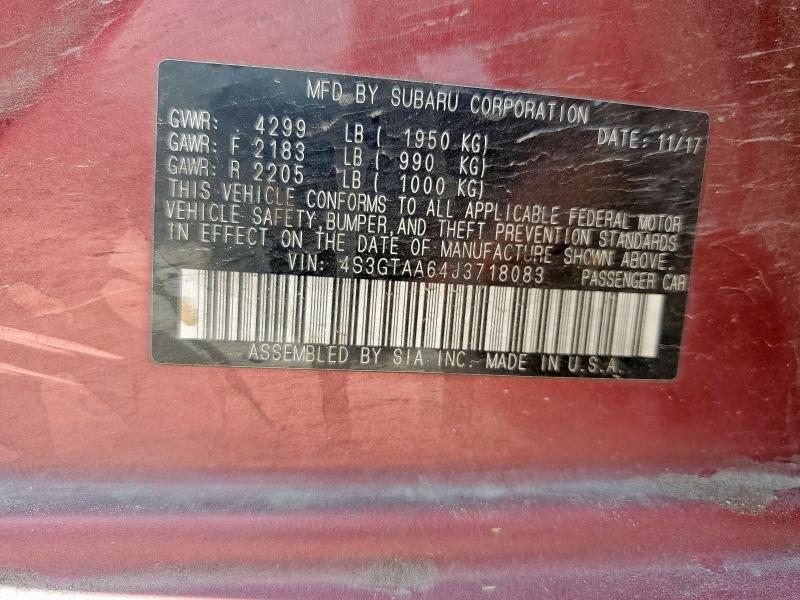 MFD BY SUBARU CORPORATION
GVWR: 4299 LB ( 1950 KG) DATE: 11/17
GAWR: F 2183 LB ( 990 KG)
GAWR: R 2205 LB ( 1000 KG)
THIS VEHICLE CONFORMS TO ALL APPLICABLE FEDERAL MOTOR
VEHICLE SAFETY, BUMPER, AND THEFT PREVENTION STANDARDS
IN EFFECT ON THE DATE OF MANUFACTURE SHOWN ABOVE.
VIN: 4S3GTAA64J3718083 PASSENGER CAR
ASSEMBLED BY SIA INC. MADE IN U.S.A.